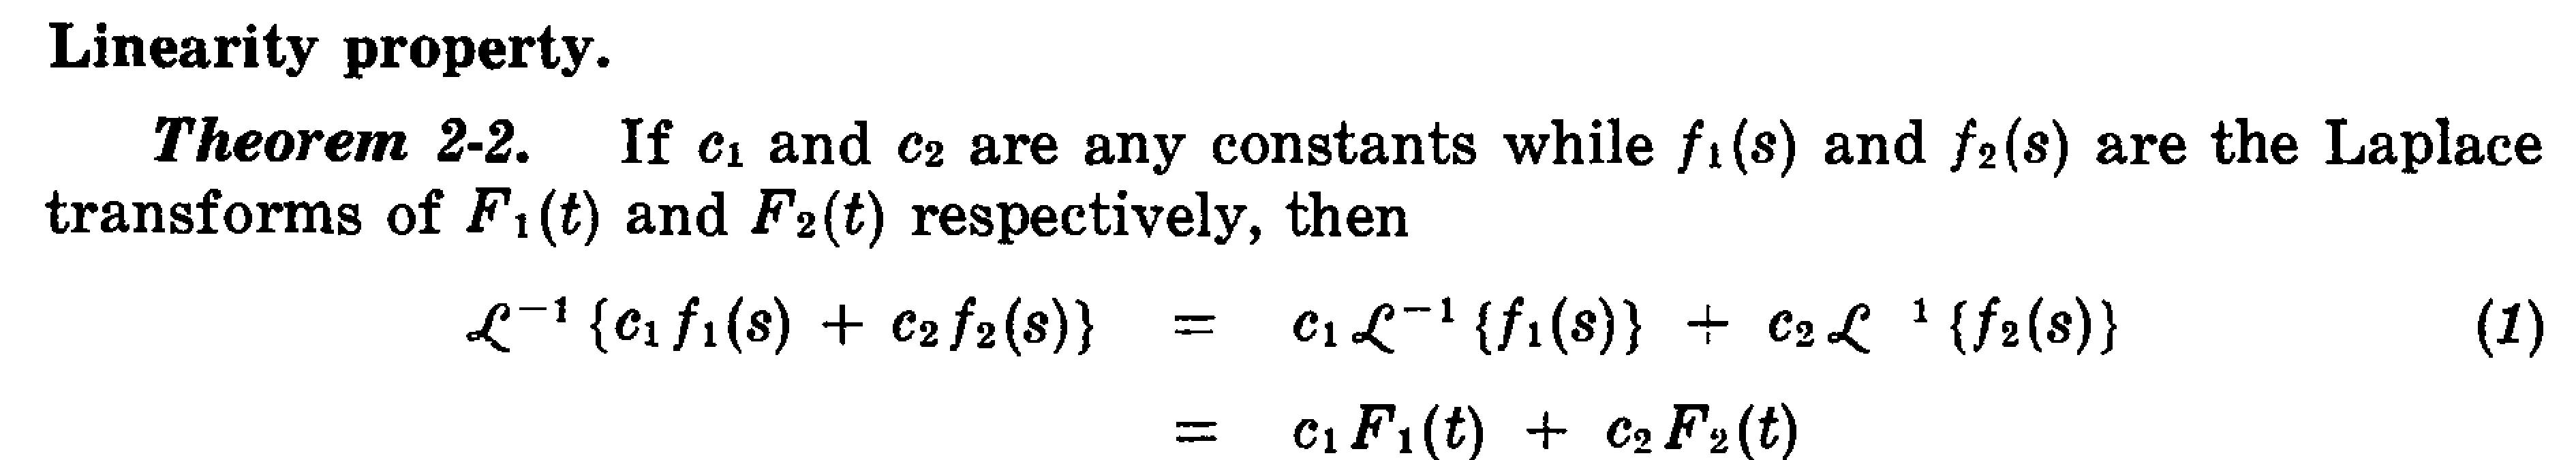 Linearity property.
Theorem 2-2. If c₁ and c₂ are any constants while f₁(s) and f₂(s) are the Laplace
transforms of F₁(t) and F₂(t) respectively, then
ℒ⁻¹ {c₁ f₁(s) + c₂ f₂(s)} = c₁ ℒ⁻¹ {f₁(s)} + c₂ ℒ ¹ {f₂(s)} (1)
= c₁ F₁(t) + c₂ F₂(t)